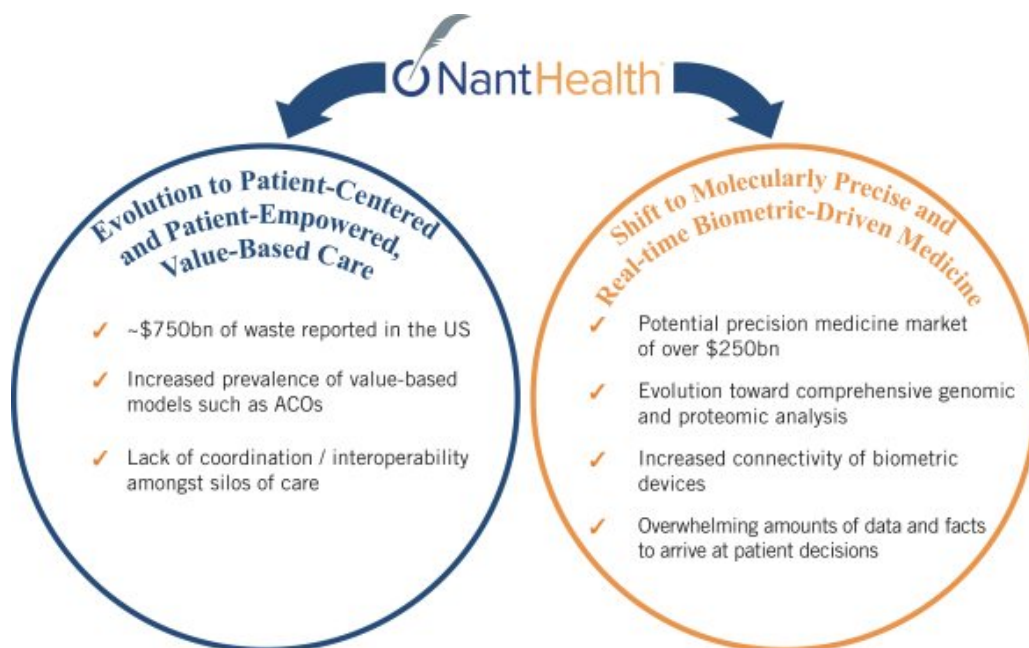 NantHealth
Evolution to Patient-Centered
and Patient-Empowered,
Value-Based Care
✓ ~$750bn of waste reported in the US
✓ Increased prevalence of value-based
models such as ACOs
✓ Lack of coordination / interoperability
amongst silos of care
Shift to Molecularly Precise and
Real-time Biometric-Driven Medicine
✓ Potential precision medicine market
of over $250bn
✓ Evolution toward comprehensive genomic
and proteomic analysis
✓ Increased connectivity of biometric
devices
✓ Overwhelming amounts of data and facts
to arrive at patient decisions